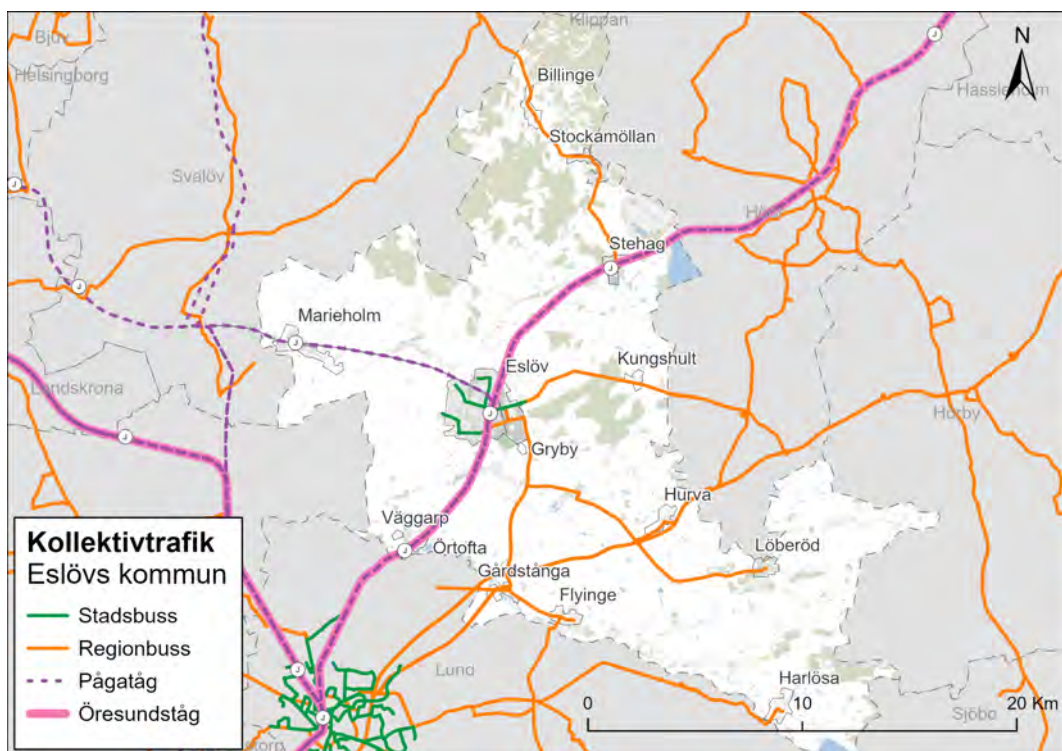 Klippan
Bjuv
Helsingborg
Billinge
N
Hässleholm
Stockamöllan
Svalöv
Höör
Stehag
Marieholm
Eslöv
Kungshult
Landskrona
Hörby
Gryby
Hurva
Väggarp
Örtofta
Löberöd
Gårdstånga
Flyinge
Lund
Harlösa
Sjöbo
Kollektivtrafik
Eslövs kommun
Stadsbuss
Regionbuss
Pågatåg
Öresundståg
0 10 20 Km
J
J
J
J
J
J
J
J
J
J